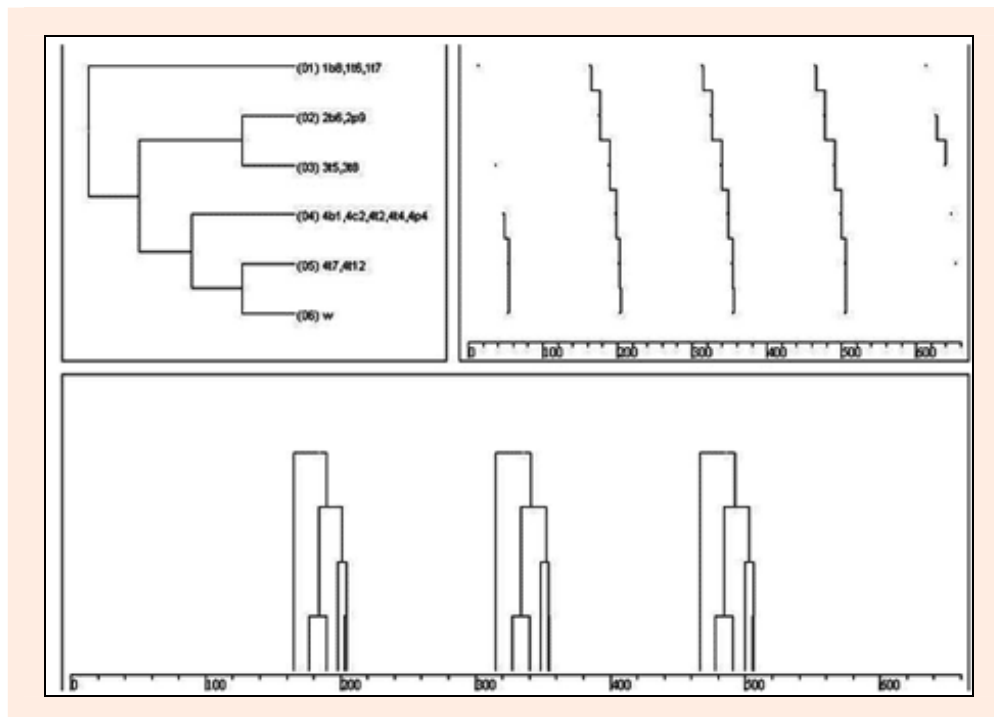 (01) 1b8,1t6,1t7
(02) 2b6,2p9
(03) 3t5,3t8
(04) 4b1,4c2,4t2,4t4,4p4
(05) 4t7,4t12
(06) w
0 100 200 300 400 500 600
0 100 200 300 400 500 600